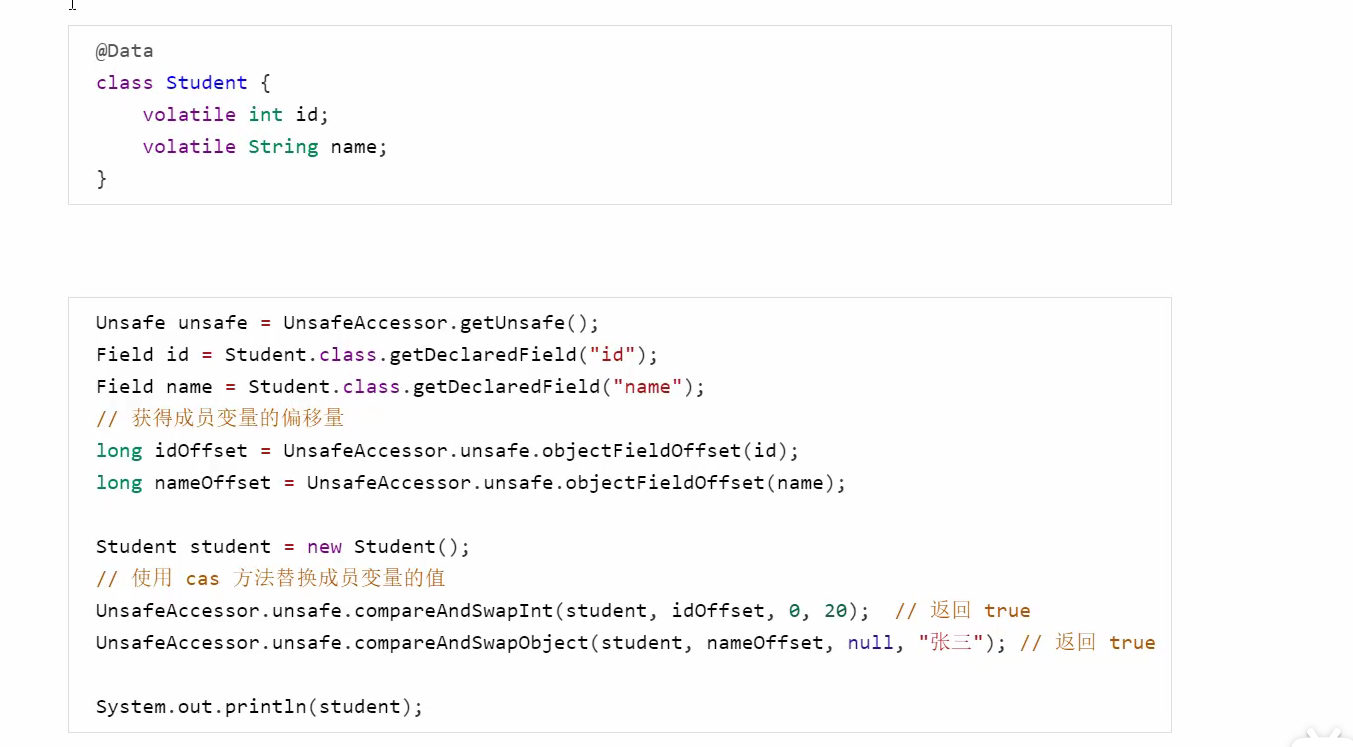 @Data
class Student {
    volatile int id;
    volatile String name;
}
Unsafe unsafe = UnsafeAccessor.getUnsafe();
Field id = Student.class.getDeclaredField("id");
Field name = Student.class.getDeclaredField("name");
// 获得成员变量的偏移量
long idOffset = UnsafeAccessor.unsafe.objectFieldOffset(id);
long nameOffset = UnsafeAccessor.unsafe.objectFieldOffset(name);
Student student = new Student();
// 使用 cas 方法替换成员变量的值
UnsafeAccessor.unsafe.compareAndSwapInt(student, idOffset, 0, 20);  // 返回 true
UnsafeAccessor.unsafe.compareAndSwapObject(student, nameOffset, null, "张三"); // 返回 true
System.out.println(student);